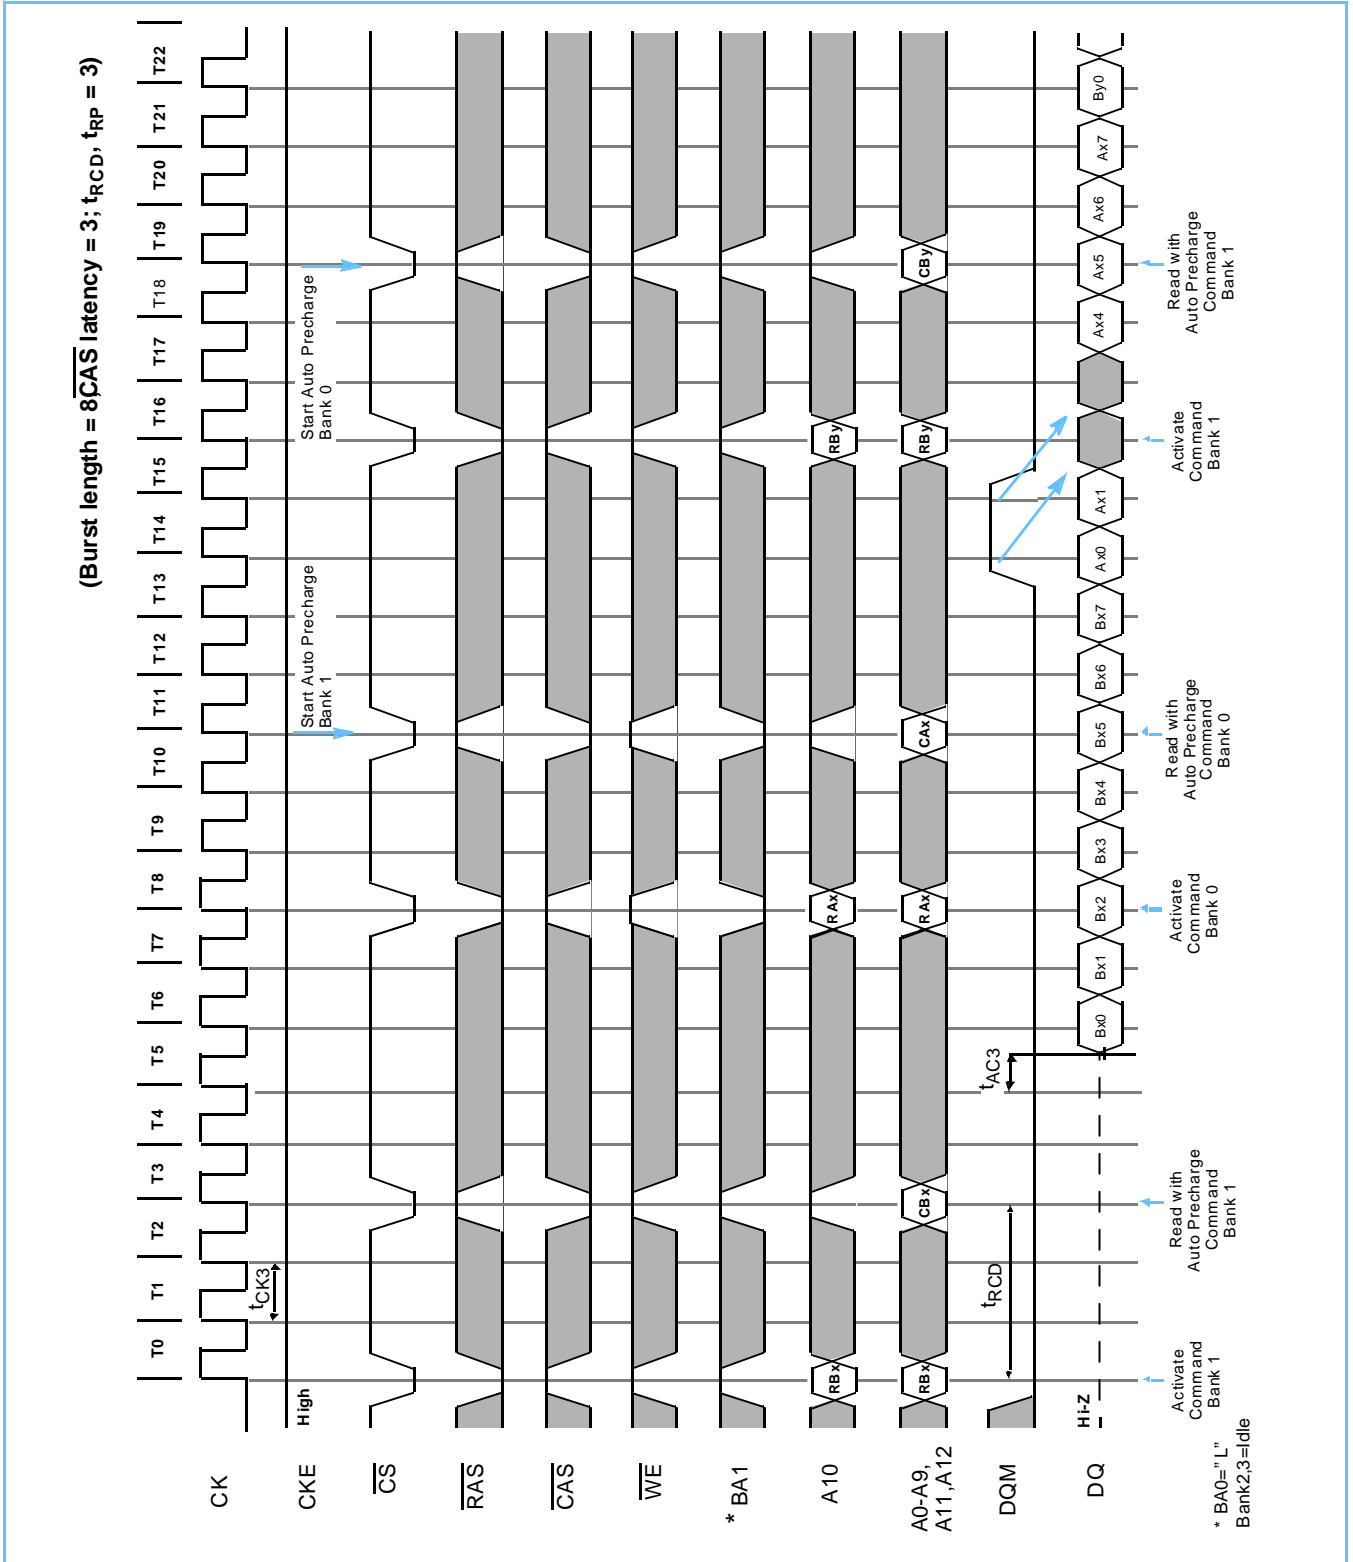 (Burst length = 8,CAS latency = 3; tRCD, tRP = 3)
T0 T1 T2 T3 T4 T5 T6 T7 T8 T9 T10 T11 T12 T13 T14 T15 T16 T17 T18 T19 T20 T21 T22
CK
tCK3
CKE
High
Start Auto Precharge
Bank 1
Start Auto Precharge
Bank 0
CS
RAS
CAS
WE
* BA1
A10
RBx RAx RBy
A0-A9,
A11,A12
RBx CBx RAx CAx RBy CBy
DQM
tRCD
tAC3
DQ
Hi-Z
Bx0 Bx1 Bx2 Bx3 Bx4 Bx5 Bx6 Bx7 Ax0 Ax1 Ax4 Ax5 Ax6 Ax7 By0
Activate
Command
Bank 1
Read with
Auto Precharge
Command
Bank 1
Activate
Command
Bank 0
Read with
Auto Precharge
Command
Bank 0
Activate
Command
Bank 1
Read with
Auto Precharge
Command
Bank 1
* BA0="L"
Bank2,3=Idle